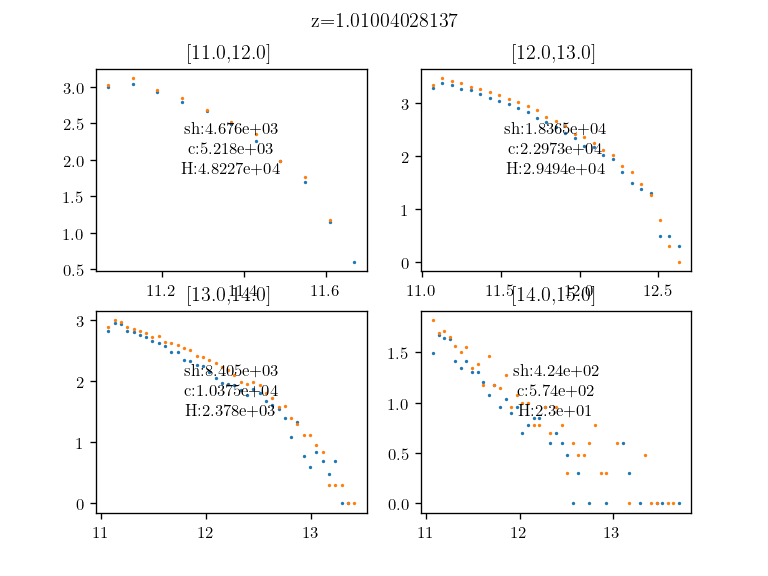 z=1.01004028137
[11.0,12.0]
3.0
2.5
2.0
1.5
1.0
0.5
sh:4.676e+03
c:5.218e+03
H:4.8227e+04
11.2
11.4
11.6
[12.0,13.0]
3
2
1
0
sh:1.8365e+04
c:2.2973e+04
H:2.9494e+04
11.0
11.5
12.0
12.5
[13.0,14.0]
3
2
1
0
sh:8.405e+03
c:1.0375e+04
H:2.378e+03
11
12
13
[14.0,15.0]
1.5
1.0
0.5
0.0
sh:4.24e+02
c:5.74e+02
H:2.3e+01
11
12
13